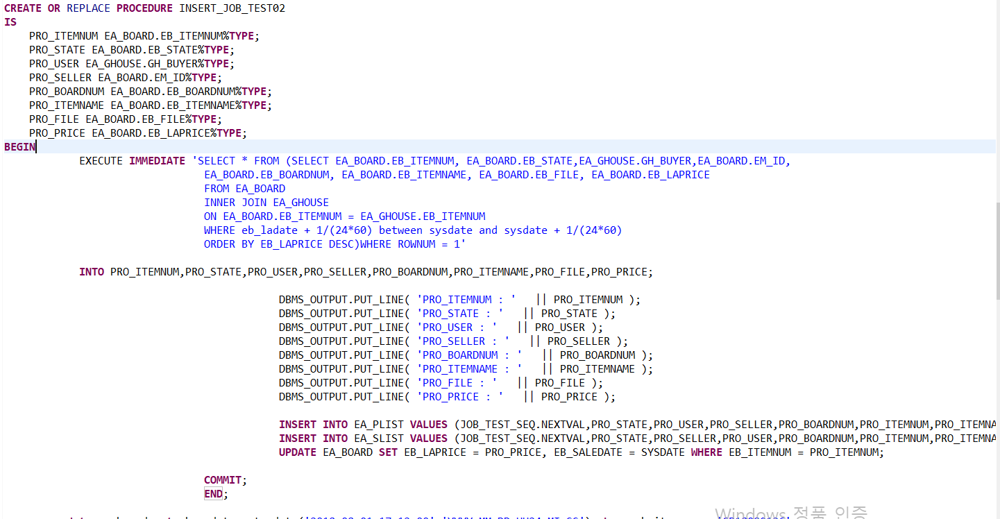 CREATE OR REPLACE PROCEDURE INSERT_JOB_TEST02
IS
PRO_ITEMNUM EA_BOARD.EB_ITEMNUM%TYPE;
PRO_STATE EA_BOARD.EB_STATE%TYPE;
PRO_USER EA_GHOUSE.GH_BUYER%TYPE;
PRO_SELLER EA_BOARD.EM_ID%TYPE;
PRO_BOARDNUM EA_BOARD.EB_BOARDNUM%TYPE;
PRO_ITEMNAME EA_BOARD.EB_ITEMNAME%TYPE;
PRO_FILE EA_BOARD.EB_FILE%TYPE;
PRO_PRICE EA_BOARD.EB_LAPRICE%TYPE;
BEGIN
EXECUTE IMMEDIATE 'SELECT * FROM (SELECT EA_BOARD.EB_ITEMNUM, EA_BOARD.EB_STATE,EA_GHOUSE.GH_BUYER,EA_BOARD.EM_ID,
EA_BOARD.EB_BOARDNUM, EA_BOARD.EB_ITEMNAME, EA_BOARD.EB_FILE, EA_BOARD.EB_LAPRICE
FROM EA_BOARD
INNER JOIN EA_GHOUSE
ON EA_BOARD.EB_ITEMNUM = EA_GHOUSE.EB_ITEMNUM
WHERE eb_ladate + 1/(24*60) between sysdate and sysdate + 1/(24*60)
ORDER BY EB_LAPRICE DESC)WHERE ROWNUM = 1'
INTO PRO_ITEMNUM,PRO_STATE,PRO_USER,PRO_SELLER,PRO_BOARDNUM,PRO_ITEMNAME,PRO_FILE,PRO_PRICE;
DBMS_OUTPUT.PUT_LINE( 'PRO_ITEMNUM : ' || PRO_ITEMNUM );
DBMS_OUTPUT.PUT_LINE( 'PRO_STATE : ' || PRO_STATE );
DBMS_OUTPUT.PUT_LINE( 'PRO_USER : ' || PRO_USER );
DBMS_OUTPUT.PUT_LINE( 'PRO_SELLER : ' || PRO_SELLER );
DBMS_OUTPUT.PUT_LINE( 'PRO_BOARDNUM : ' || PRO_BOARDNUM );
DBMS_OUTPUT.PUT_LINE( 'PRO_ITEMNAME : ' || PRO_ITEMNAME );
DBMS_OUTPUT.PUT_LINE( 'PRO_FILE : ' || PRO_FILE );
DBMS_OUTPUT.PUT_LINE( 'PRO_PRICE : ' || PRO_PRICE );
INSERT INTO EA_PLIST VALUES (JOB_TEST_SEQ.NEXTVAL,PRO_STATE,PRO_USER,PRO_SELLER,PRO_BOARDNUM,PRO_ITEMNUM,PRO_ITEMNA
INSERT INTO EA_SLIST VALUES (JOB_TEST_SEQ.NEXTVAL,PRO_STATE,PRO_SELLER,PRO_USER,PRO_BOARDNUM,PRO_ITEMNUM,PRO_ITEMNA
UPDATE EA_BOARD SET EB_LAPRICE = PRO_PRICE, EB_SALEDATE = SYSDATE WHERE EB_ITEMNUM = PRO_ITEMNUM;
COMMIT;
END;
Windows 정품 인증